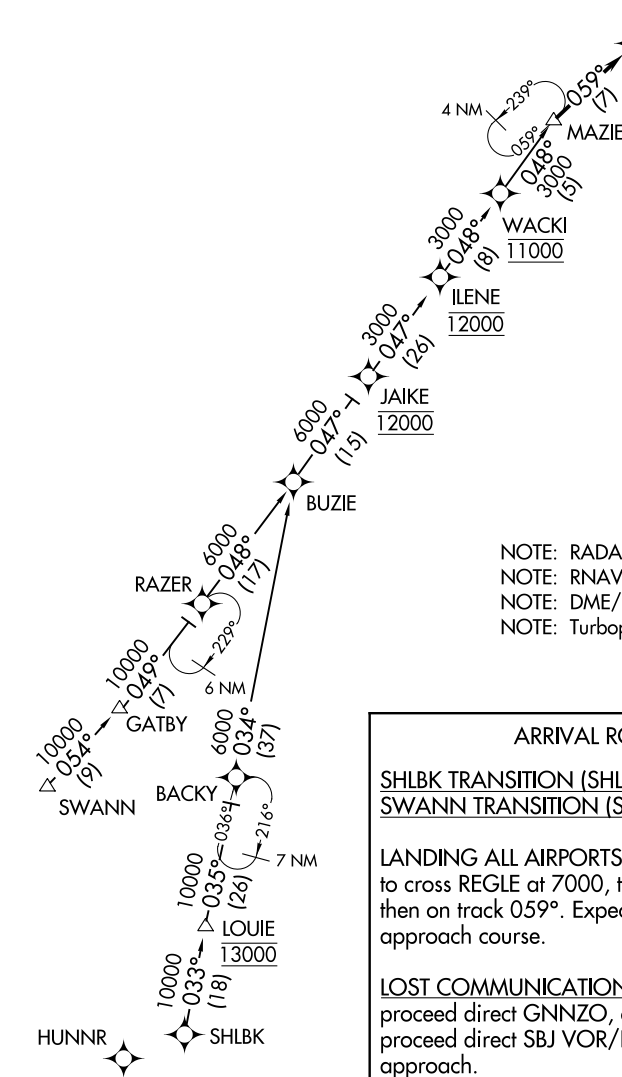 239°
4 NM
059°
(7)
MAZIE
059°
048°
3000
(5)
WACKI
11000
3000
048°
(8)
ILENE
12000
3000
047°
(26)
JAIKE
12000
6000
047°
(15)
BUZIE
NOTE: RADA
NOTE: RNAV
NOTE: DME/
NOTE: Turbop
6000
048°
(17)
RAZER
229°
6 NM
10000
049°
(7)
GATBY
10000
054°
(9)
SWANN
6000
034°
(37)
BACKY
036°
216°
7 NM
10000
035°
(26)
LOUIE
13000
10000
033°
(18)
HUNNR
SHLBK
ARRIVAL RO
SHLBK TRANSITION (SHL
SWANN TRANSITION (S
LANDING ALL AIRPORTS
to cross REGLE at 7000, t
then on track 059°. Expec
approach course.
LOST COMMUNICATION
proceed direct GNNZO, 
proceed direct SBJ VOR/
approach.